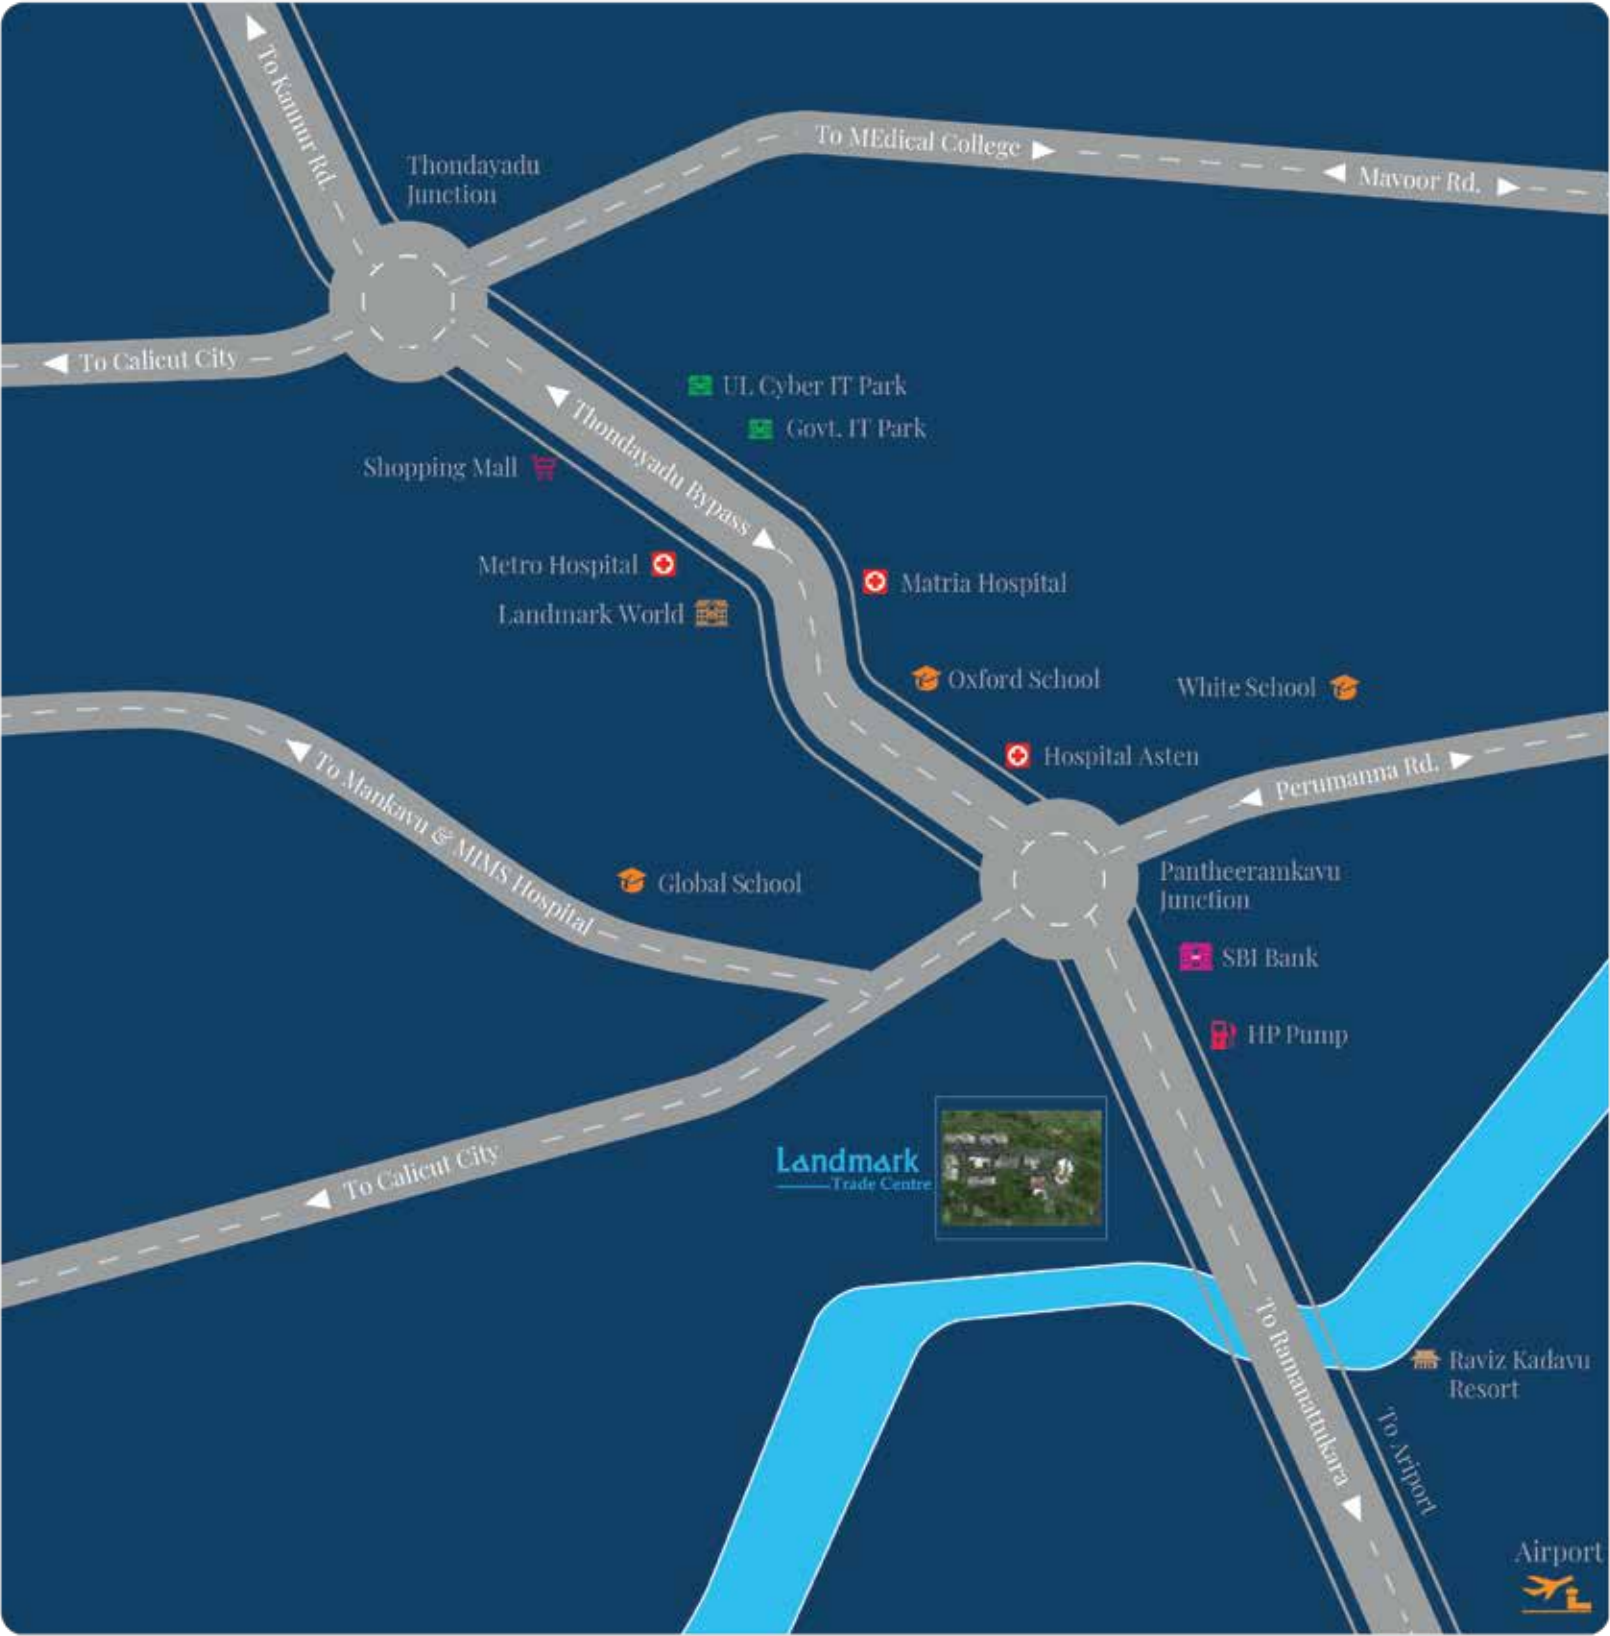 To Kannur Rd.
Thondayadu
Junction
To MEdical College
Mavoor Rd.
To Calicut City
UL Cyber IT Park
Govt. IT Park
Thondayadu Bypass
Shopping Mall
Metro Hospital
Matria Hospital
Landmark World
Oxford School
White School
Hospital Asten
Perumanna Rd.
To Mankavu & MIMS Hospital
Global School
Pantheeramkavu
Junction
SBI Bank
HP Pump
Landmark
Trade Centre
To Calicut City
To Ramanattukara
Raviz Kadavu
Resort
To Ariport
Airport